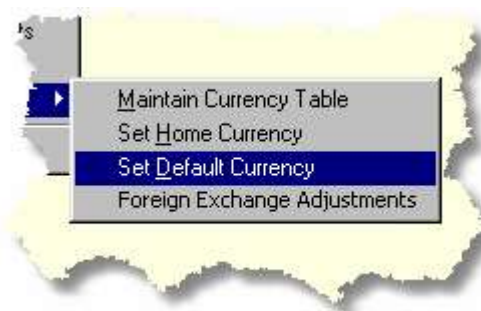 Maintain Currency Table
Set Home Currency
Set Default Currency
Foreign Exchange Adjustments